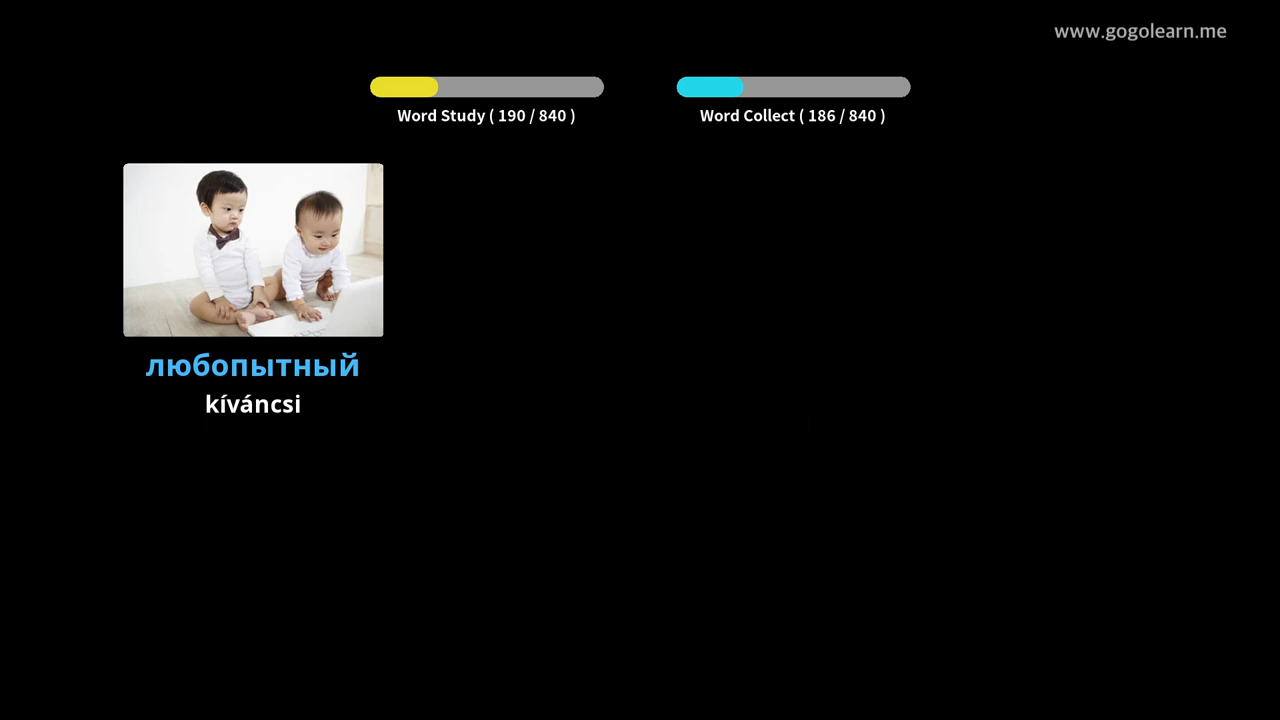 www.gogolearn.me
Word Study ( 190 / 840 )
Word Collect ( 186 / 840 )
любопытный
kíváncsi